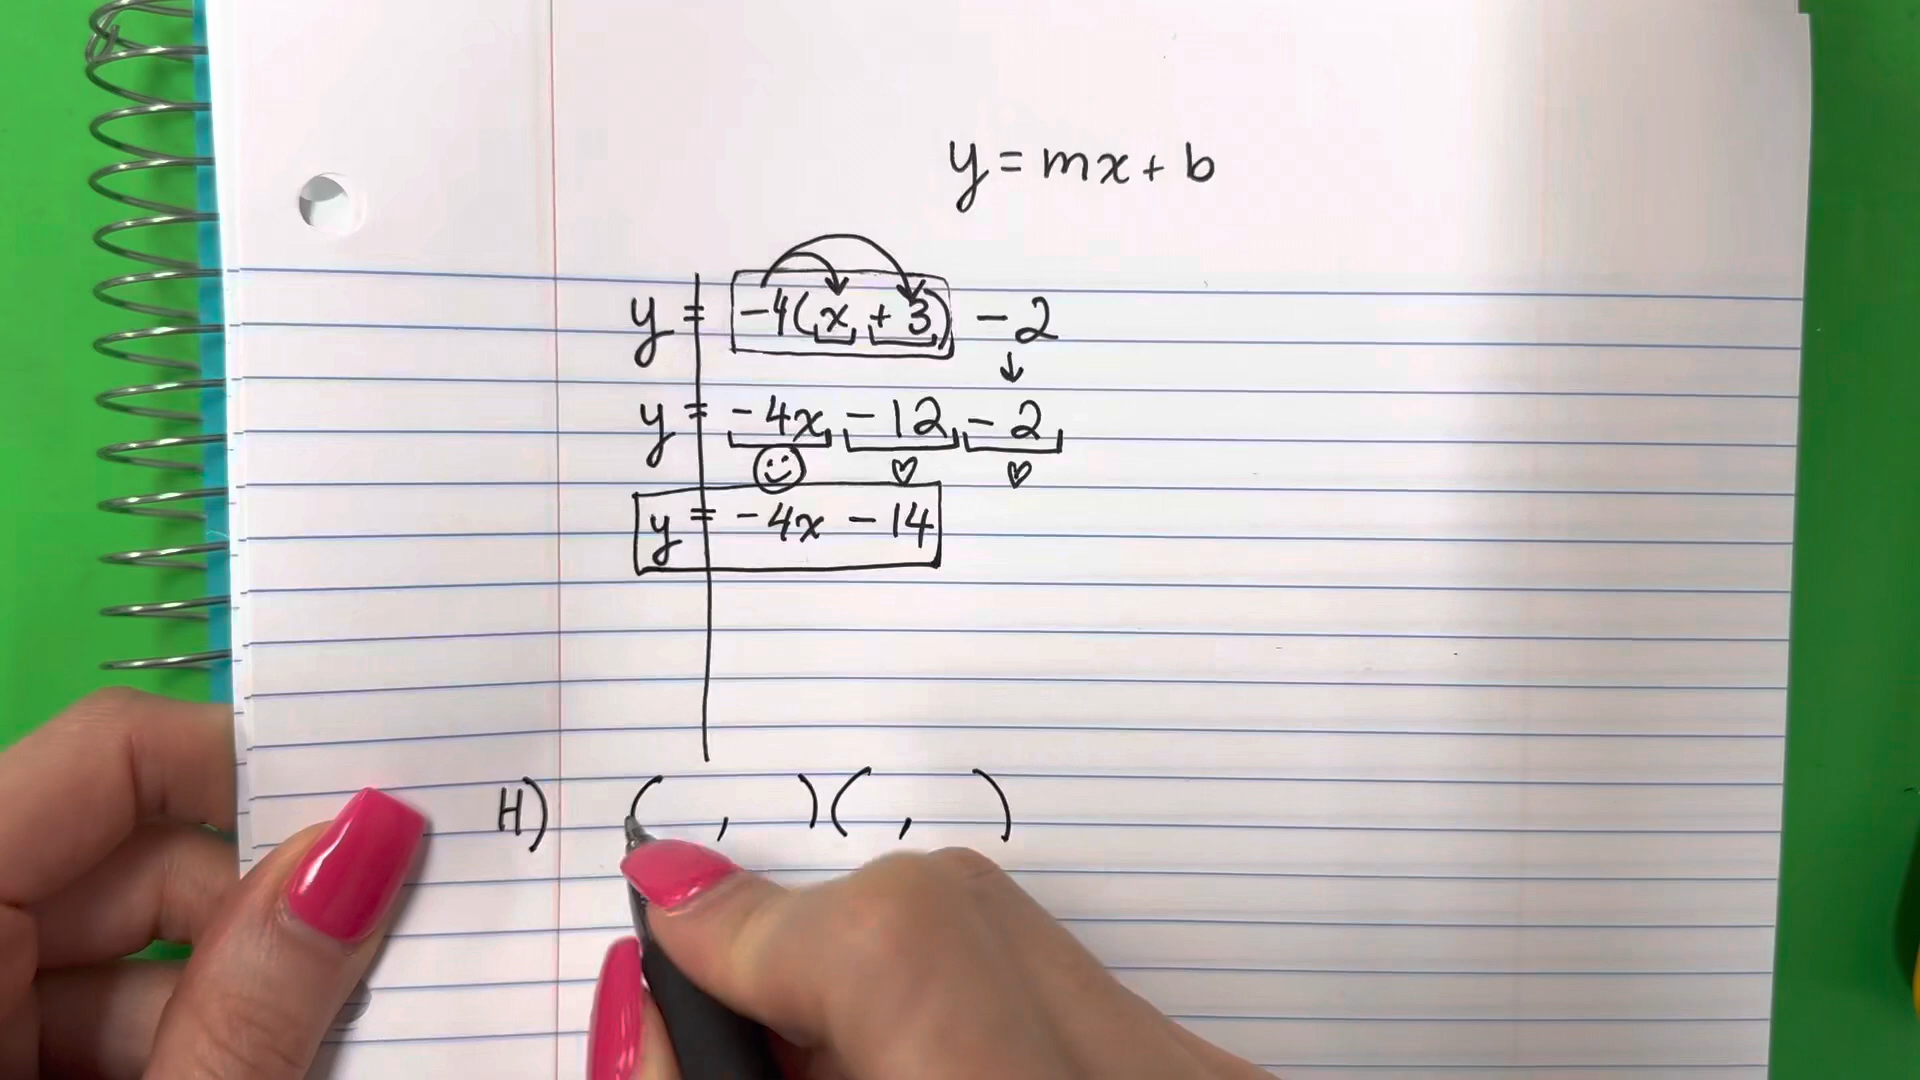 y = mx + b
y = -4(x + 3) - 2
y = -4x - 12 - 2
y = -4x - 14
H) ( , ) ( , )